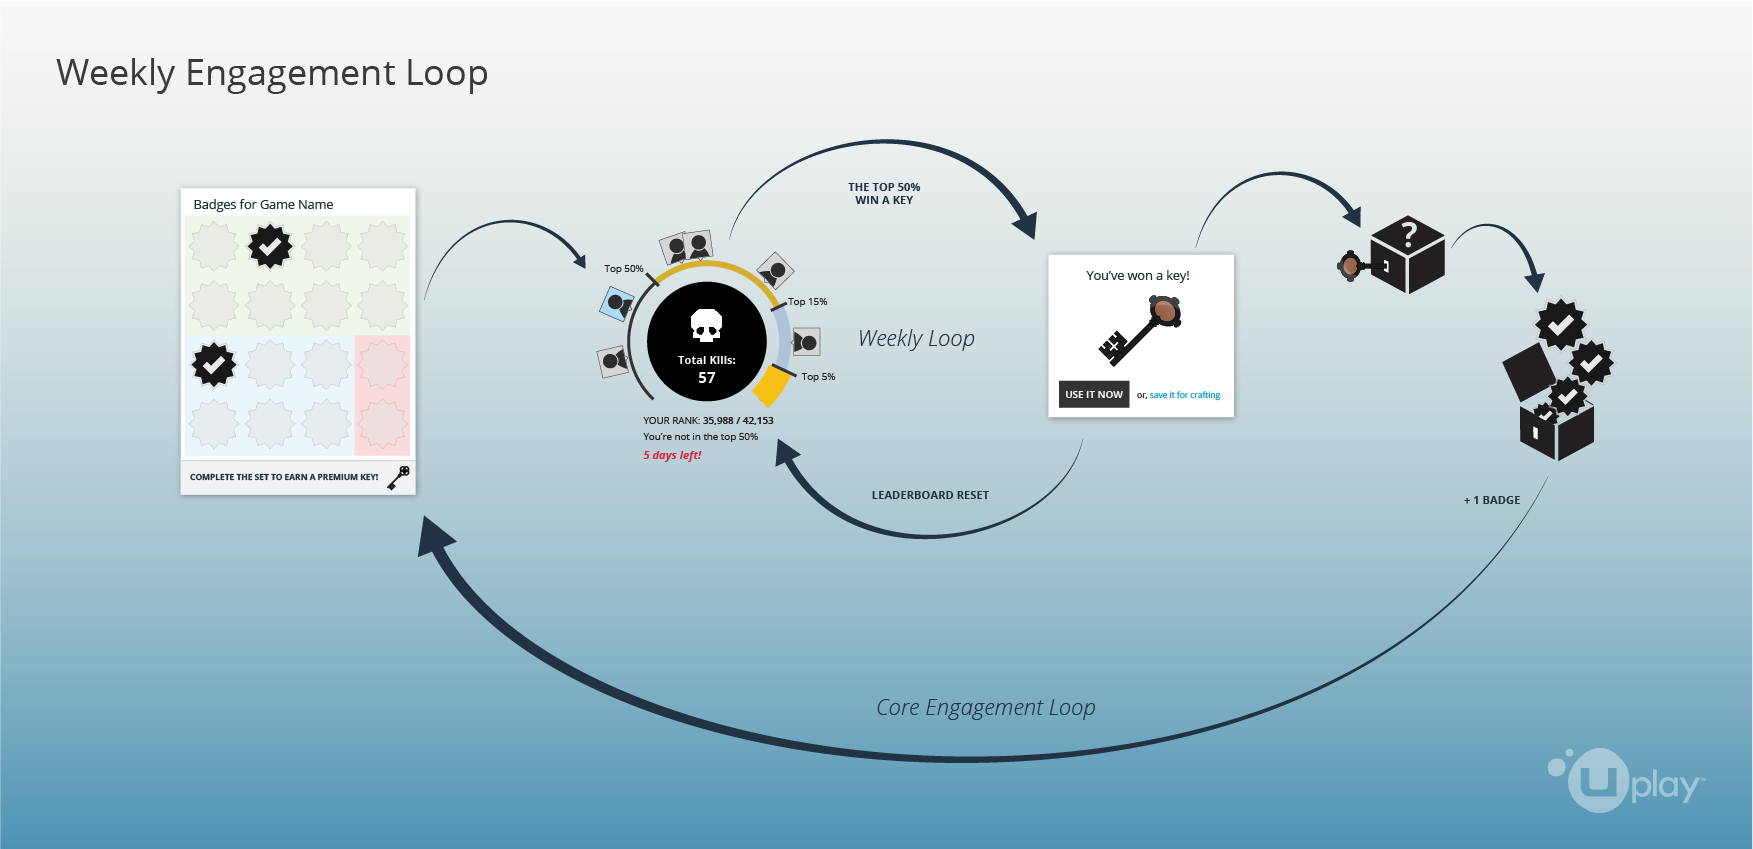 Weekly Engagement Loop
Badges for Game Name
COMPLETE THE SET TO EARN A PREMIUM KEY!
Top 50%
Top 15%
Top 5%
Total Kills:
57
YOUR RANK: 35,988 / 42,153
You're not in the top 50%
5 days left!
THE TOP 50%
WIN A KEY
Weekly Loop
LEADERBOARD RESET
You've won a key!
USE IT NOW or, save it for crafting
?
+ 1 BADGE
Core Engagement Loop
Uplay™